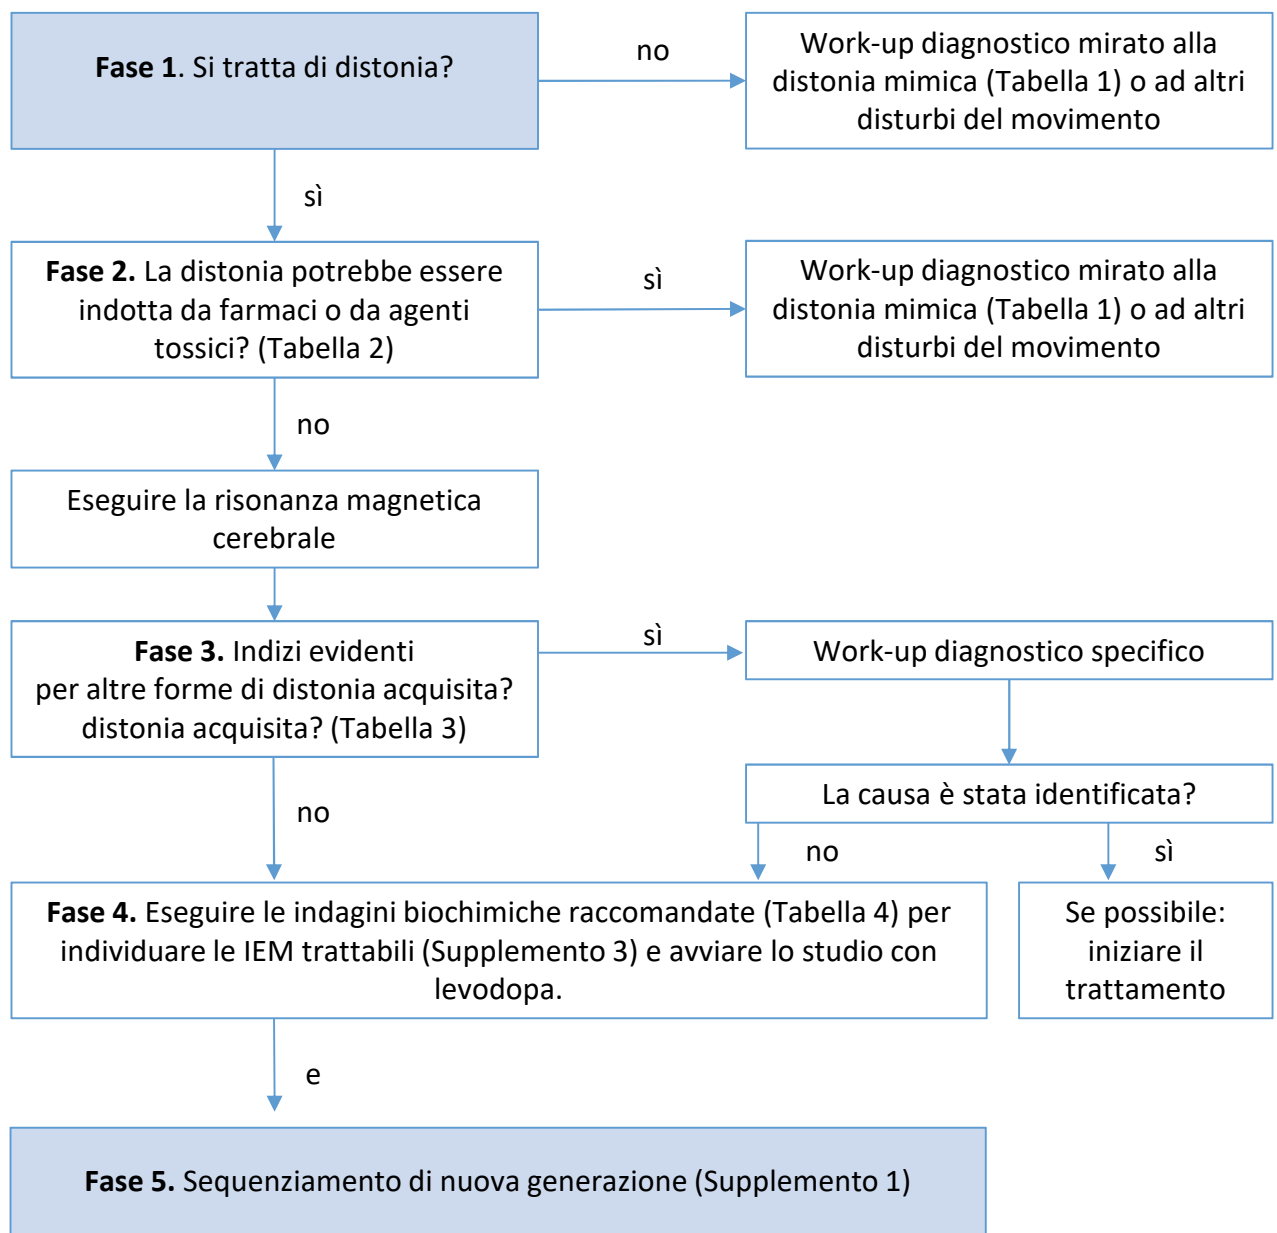 Fase 1. Si tratta di distonia?
no
Work-up diagnostico mirato alla
distonia mimica (Tabella 1) o ad altri
disturbi del movimento
sì
Fase 2. La distonia potrebbe essere
indotta da farmaci o da agenti
tossici? (Tabella 2)
sì
Work-up diagnostico mirato alla
distonia mimica (Tabella 1) o ad altri
disturbi del movimento
no
Eseguire la risonanza magnetica
cerebrale
Fase 3. Indizi evidenti
per altre forme di distonia acquisita?
distonia acquisita? (Tabella 3)
sì
Work-up diagnostico specifico
La causa è stata identificata?
no
no
sì
Fase 4. Eseguire le indagini biochimiche raccomandate (Tabella 4) per
individuare le IEM trattabili (Supplemento 3) e avviare lo studio con
levodopa.
Se possibile:
iniziare il
trattamento
e
Fase 5. Sequenziamento di nuova generazione (Supplemento 1)